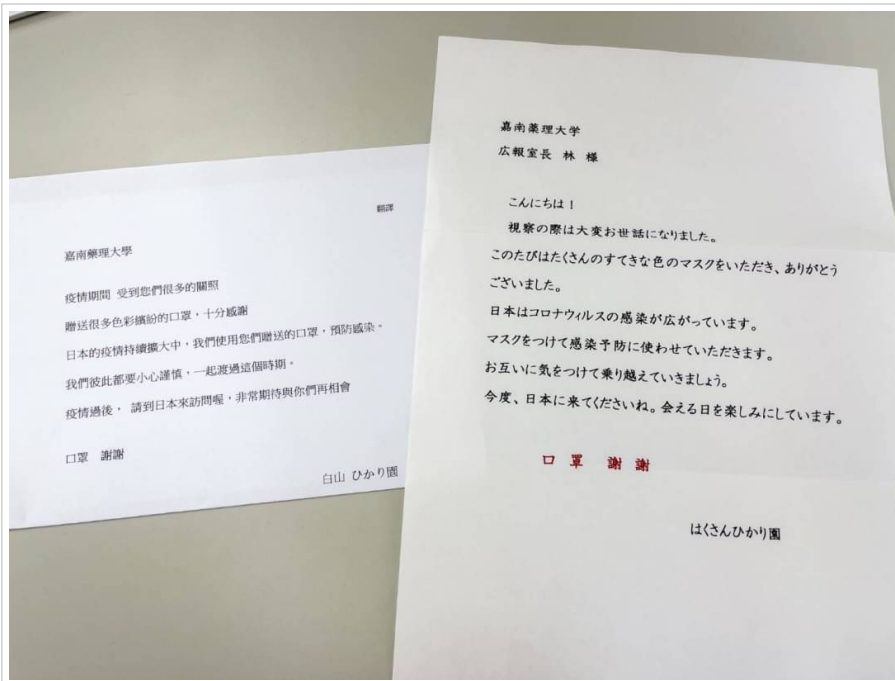 翻譯
嘉南藥理大學
疫情期間 受到您們很多的關照
贈送很多色彩繽紛的口罩，十分感謝
日本的疫情持續擴大中，我們使用您們贈送的口罩，預防感染。
我們彼此都要小心謹慎，一起渡過這個時期。
疫情過後， 請到日本來訪問喔，非常期待與你們再相會
口罩 謝謝
白山 ひかり園
嘉南薬理大学
広報室長 林 様
こんにちは！
視察の際は大変お世話になりました。
このたびはたくさんのすてきな色のマスクをいただき、ありがとう
ございました。
日本はコロナウィルスの感染が広がっています。
マスクをつけて感染予防に使わせていただきます。
お互いに気をつけて乗り越えていきましょう。
今度、日本に来てくださいね。会える日を楽しみにしています。
口罩 謝謝
はくさんひかり園